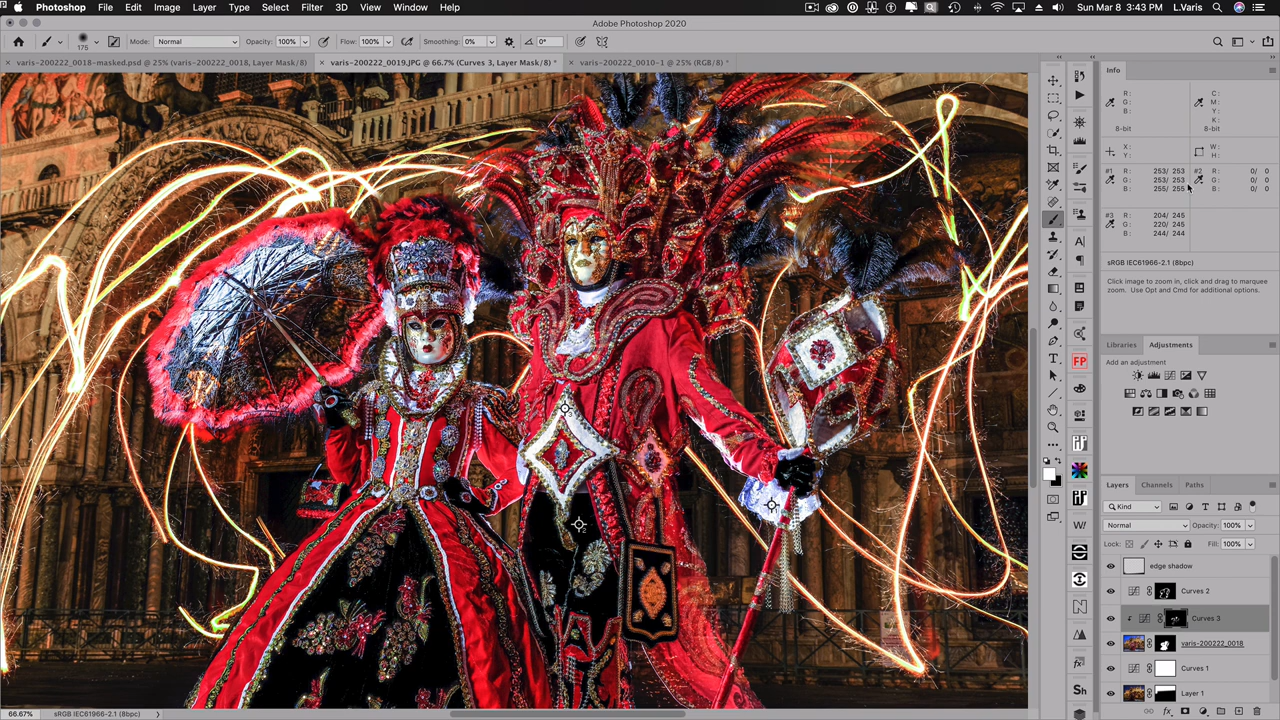 Photoshop File Edit Image Layer Type Select Filter 3D View Window Help Sun Mar 8 3:43 PM L.Varis
Adobe Photoshop 2020
175 Mode: Normal Opacity: 100% Flow: 100% Smoothing: 0% 0°
× varis-200222_0018-masked.psd @ 25% (varis-200222_0018, Layer Mask/8) × varis-200222_0019.JPG @ 66.7% (Curves 3, Layer Mask/8) * × varis-200222_0010-1 @ 25% (RGB/8) *
Info
R: C:
G: M:
B: Y:
K:
8-bit 8-bit
X: W:
Y: H:
#1 R: 253/ 253 #2 R: 0/ 0
G: 253/ 253 G: 0/ 0
B: 255/ 255 B: 0/ 0
#3 R: 204/ 245
G: 220/ 245
B: 244/ 244
sRGB IEC61966-2.1 (8bpc)
Click image to zoom in, click and drag to marquee
zoom. Use Opt and Cmd for additional options.
Libraries Adjustments
Add an adjustment
FP
W!
Sh
Layers Channels Paths
Kind
Normal Opacity: 100%
Lock: Fill: 100%
edge shadow
Curves 2
Curves 3
varis-200222_0018
Curves 1
Layer 1
66.67% sRGB IEC61966-2.1 (8bpc)